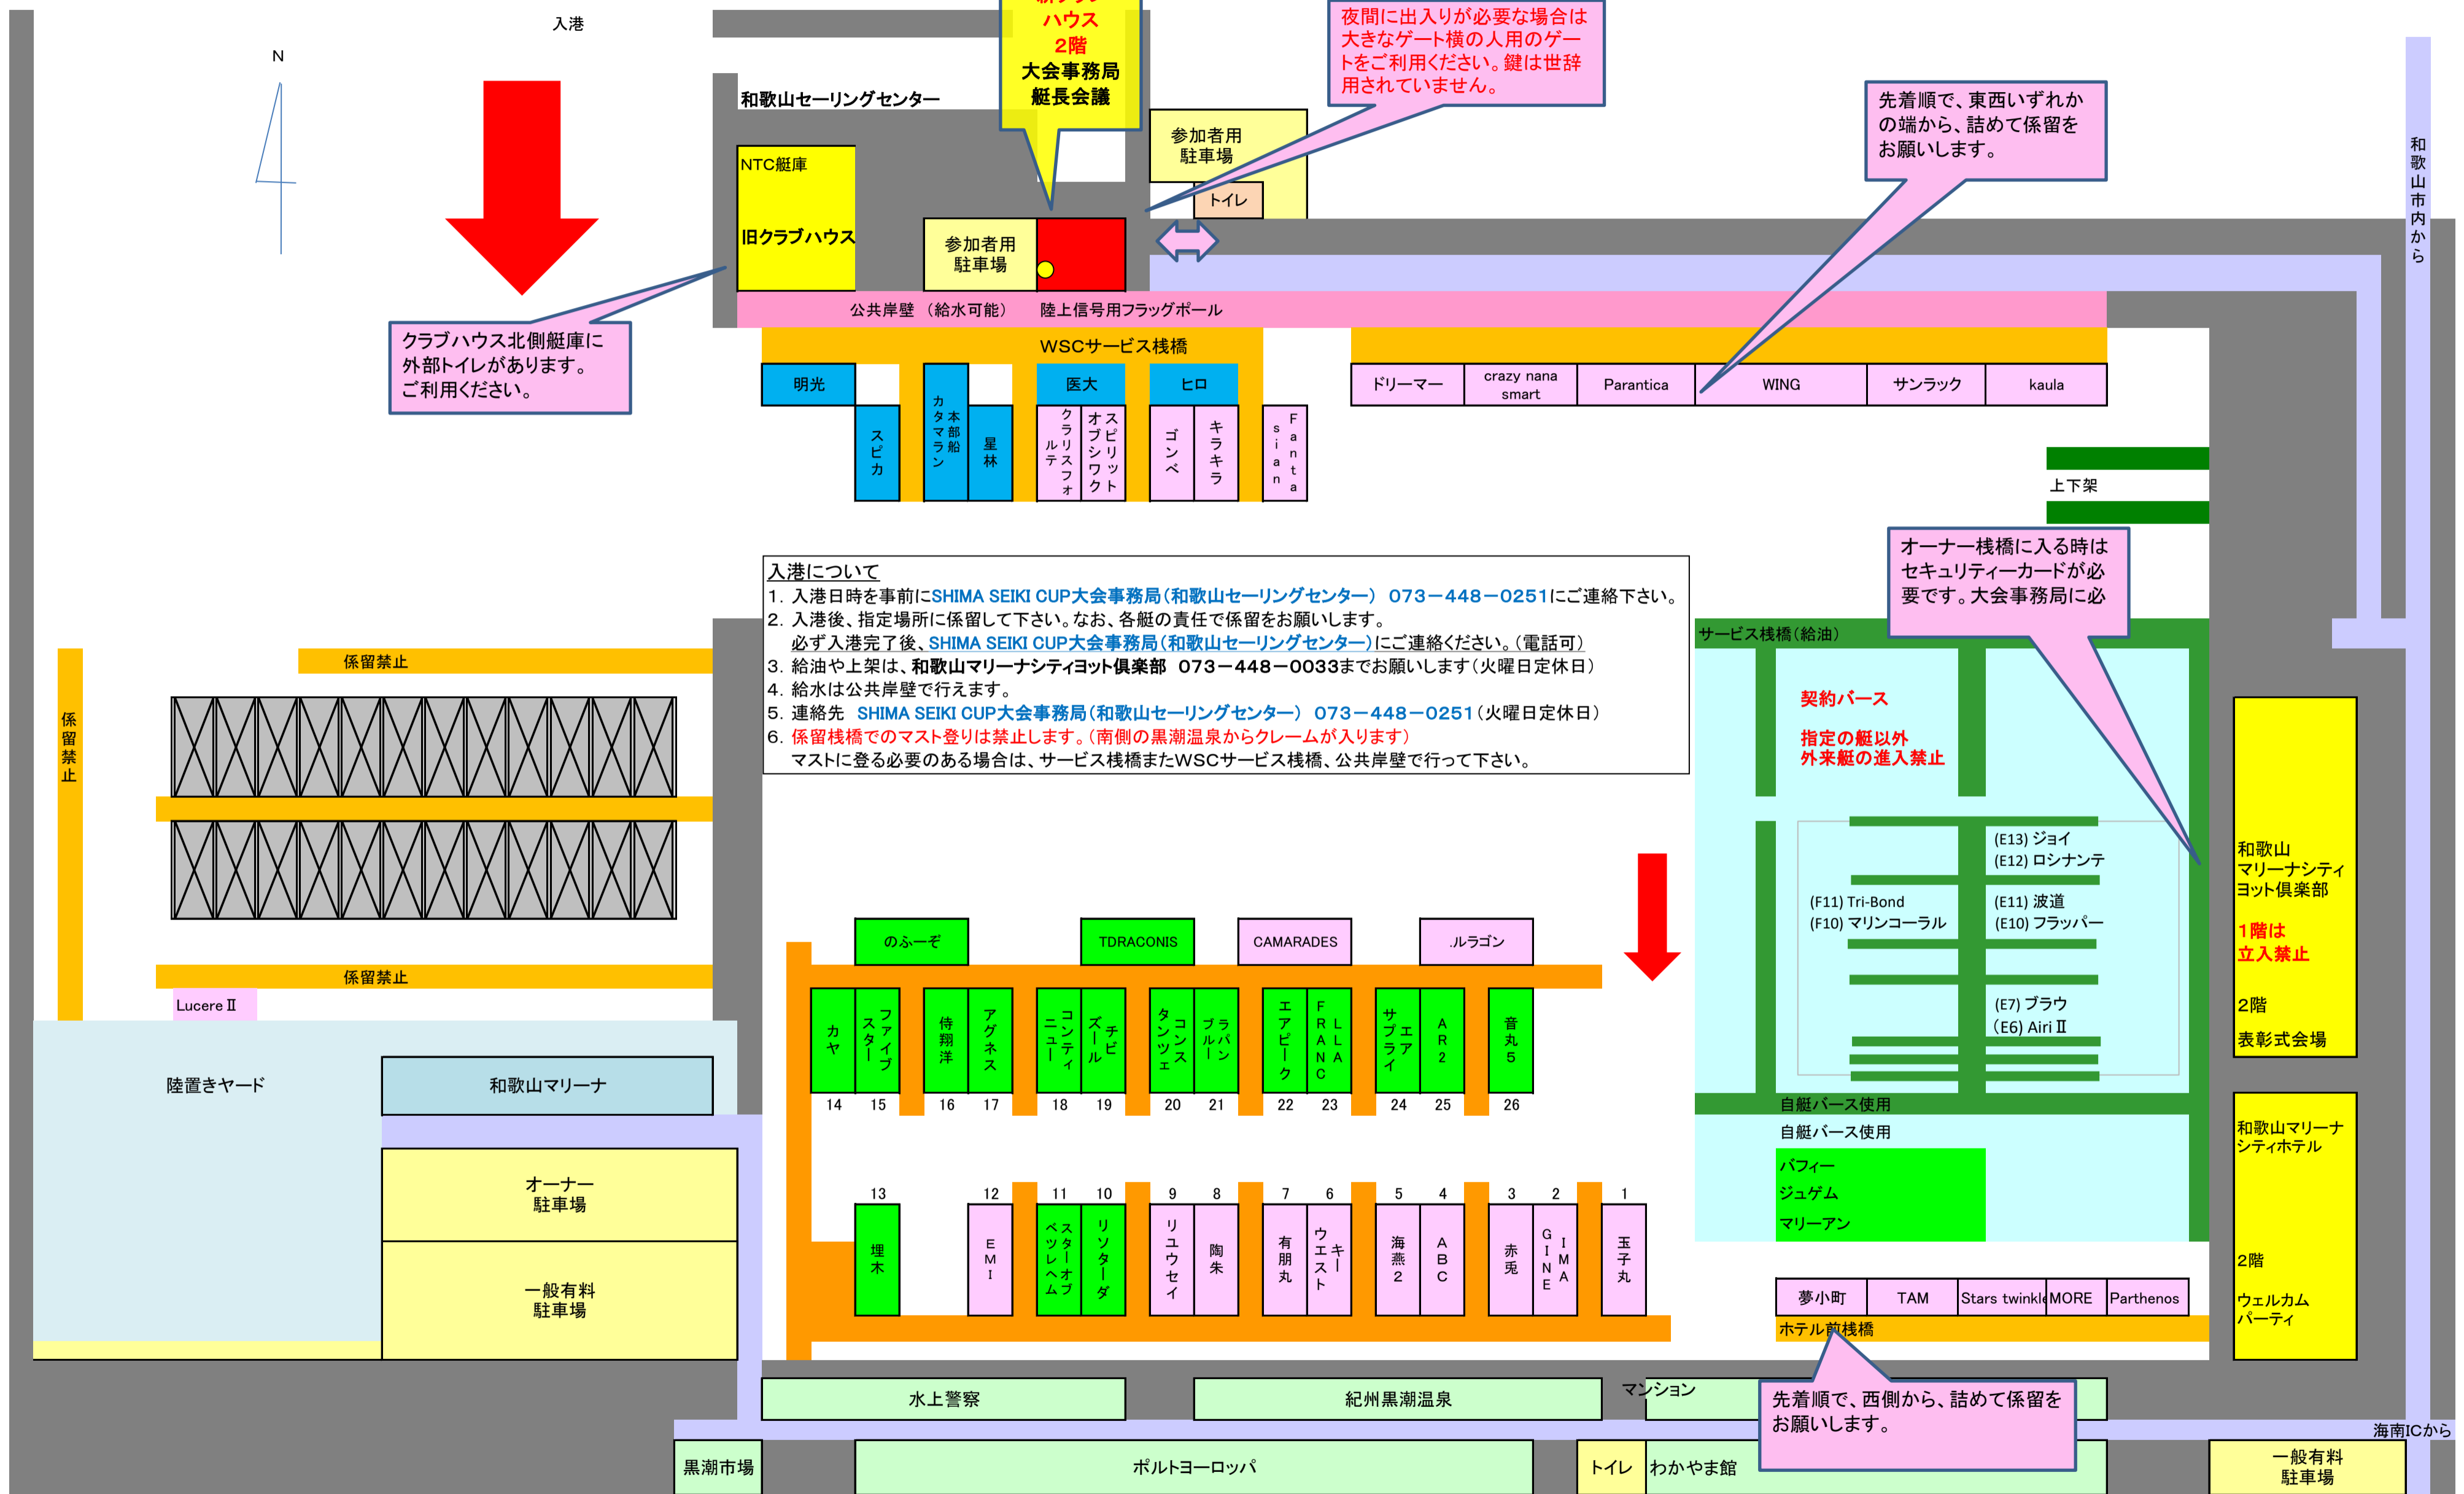 入港
N
ハウス
2階
大会事務局
艇長会議
夜間に出入りが必要な場合は
大きなゲート横の人用のゲー
トをご利用ください。鍵は世辞
用されていません。
先着順で、東西いずれか
の端から、詰めて係留を
お願いします。
和歌山市内から
和歌山セーリングセンター
参加者用
駐車場
トイレ
NTC艇庫
旧クラブハウス
参加者用
駐車場
公共岸壁 (給水可能)
陸上信号用フラッグポール
クラブハウス北側艇庫に
外部トイレがあります。
ご利用ください。
WSCサービス桟橋
明光
スピカ
カタマラン
本部船
星林
医大
クラリスフォ
ルテ
スピリット
オブシワク
ヒロ
ゴンベ
キラキラ
Fanta
sian
ドリーマー
crazy nana
smart
Parantica
WING
サンラック
kaula
上下架
オーナー桟橋に入る時は
セキュリティーカードが必
要です。大会事務局に必
入港について
1. 入港日時を事前にSHIMA SEIKI CUP大会事務局(和歌山セーリングセンター) 073-448-0251にご連絡下さい。
2. 入港後、指定場所に係留して下さい。なお、各艇の責任で係留をお願いします。
必ず入港完了後、SHIMA SEIKI CUP大会事務局(和歌山セーリングセンター)にご連絡ください。(電話可)
3. 給油や上架は、和歌山マリーナシティヨット倶楽部 073-448-0033までお願いします(火曜日定休日)
4. 給水は公共岸壁で行えます。
5. 連絡先 SHIMA SEIKI CUP大会事務局(和歌山セーリングセンター) 073-448-0251(火曜日定休日)
6. 係留桟橋でのマスト登りは禁止します。(南側の黒潮温泉からクレームが入ります)
マストに登る必要のある場合は、サービス桟橋またWSCサービス桟橋、公共岸壁で行って下さい。
係留禁止
係留禁止
係留禁止
Lucere Ⅱ
陸置きヤード
和歌山マリーナ
オーナー
駐車場
一般有料
駐車場
サービス桟橋(給油)
契約バース
指定の艇以外
外来艇の進入禁止
(E13) ジョイ
(E12) ロシナンテ
(F11) Tri-Bond
(F10) マリンコーラル
(E11) 波道
(E10) フラッパー
(E7) ブラウ
(E6) Airi Ⅱ
自艇バース使用
自艇バース使用
パフィー
ジュゲム
マリーアン
和歌山
マリーナシティ
ヨット倶楽部
1階は
立入禁止
2階
表彰式会場
和歌山マリーナ
シティホテル
2階
ウェルカム
パーティ
のふーぞ
TDRACONIS
CAMARADES
.ルラゴン
カヤ
ファイブ
スター
侍翔洋
アグネス
コンティ
ニュー
チビ
ズール
コンス
タンツェ
ラパン
ブルー
エアピーク
LLA
FRANC
エア
サプライ
AR2
音丸5
14 15 16 17 18 19 20 21 22 23 24 25 26
13 12 11 10 9 8 7 6 5 4 3 2 1
埋木
EMI
スターオブ
ベツレヘム
リソターダ
リュウセイ
陶朱
有朋丸
キー
ウエスト
海燕2
ABC
赤兎
IMA
GINE
玉子丸
夢小町
TAM
Stars twinkle
MORE
Parthenos
ホテル前桟橋
先着順で、西側から、詰めて係留を
お願いします。
水上警察
紀州黒潮温泉
マンション
海南ICから
黒潮市場
ポルトヨーロッパ
トイレ
わかやま館
一般有料
駐車場